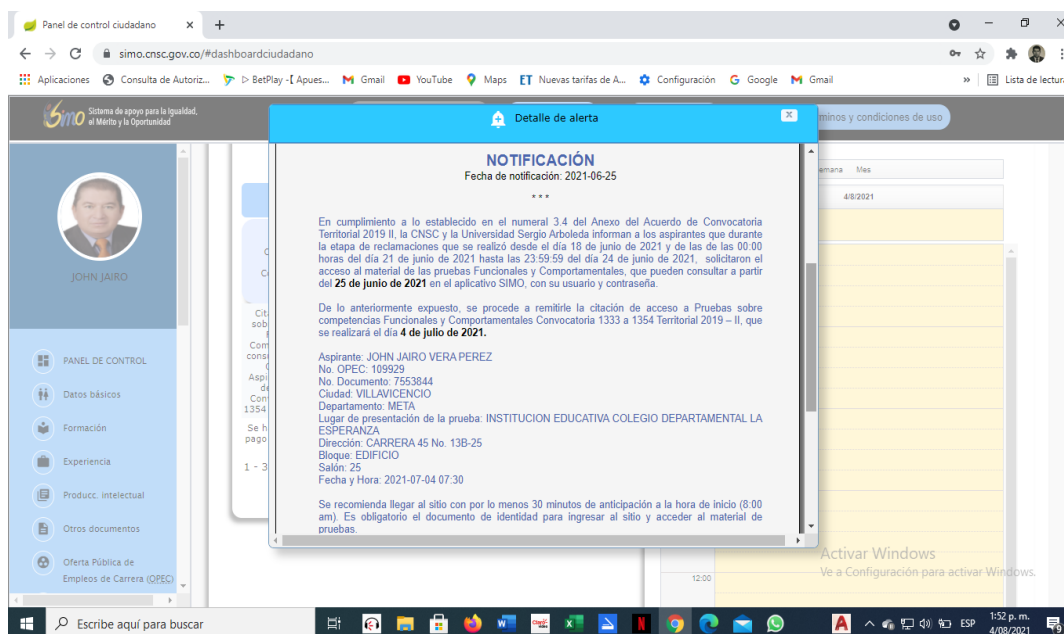 Panel de control ciudadano
simo.cnsc.gov.co/#dashboardciudadano
Aplicaciones
Consulta de Autoriz...
BetPlay -[ Apues...
Gmail
YouTube
Maps
ET Nuevas tarifas de A...
Configuración
Google
Gmail
»
Lista de lectura
Simo Sistema de apoyo para la Igualdad,
el Mérito y la Oportunidad
Detalle de alerta
minos y condiciones de uso
NOTIFICACIÓN
Fecha de notificación: 2021-06-25
* * *
En cumplimiento a lo establecido en el numeral 3.4 del Anexo del Acuerdo de Convocatoria
Territorial 2019 II, la CNSC y la Universidad Sergio Arboleda informan a los aspirantes que durante
la etapa de reclamaciones que se realizó desde el día 18 de junio de 2021 y de las de las 00:00
horas del día 21 de junio de 2021 hasta las 23:59:59 del día 24 de junio de 2021, solicitaron el
acceso al material de las pruebas Funcionales y Comportamentales, que pueden consultar a partir
del 25 de junio de 2021 en el aplicativo SIMO, con su usuario y contraseña.
De lo anteriormente expuesto, se procede a remitirle la citación de acceso a Pruebas sobre
competencias Funcionales y Comportamentales Convocatoria 1333 a 1354 Territorial 2019 – II, que
se realizará el día 4 de julio de 2021.
Aspirante: JOHN JAIRO VERA PEREZ
No. OPEC: 109929
No. Documento: 7553844
Ciudad: VILLAVICENCIO
Departamento: META
Lugar de presentación de la prueba: INSTITUCION EDUCATIVA COLEGIO DEPARTAMENTAL LA
ESPERANZA
Dirección: CARRERA 45 No. 13B-25
Bloque: EDIFICIO
Salón: 25
Fecha y Hora: 2021-07-04 07:30
Se recomienda llegar al sitio con por lo menos 30 minutos de anticipación a la hora de inicio (8:00
am). Es obligatorio el documento de identidad para ingresar al sitio y acceder al material de
pruebas.
JOHN JAIRO
PANEL DE CONTROL
Datos básicos
Formación
Experiencia
Producc. intelectual
Otros documentos
Oferta Pública de
Empleos de Carrera (OPEC)
Cit
sob
Com
cons
Aspi
de
Con
1354
Se h
pago
1 - 3
emana Mes
4/8/2021
12:00
Activar Windows
Ve a Configuración para activar Windows.
Escribe aquí para buscar
ESP
1:52 p. m.
4/08/2021